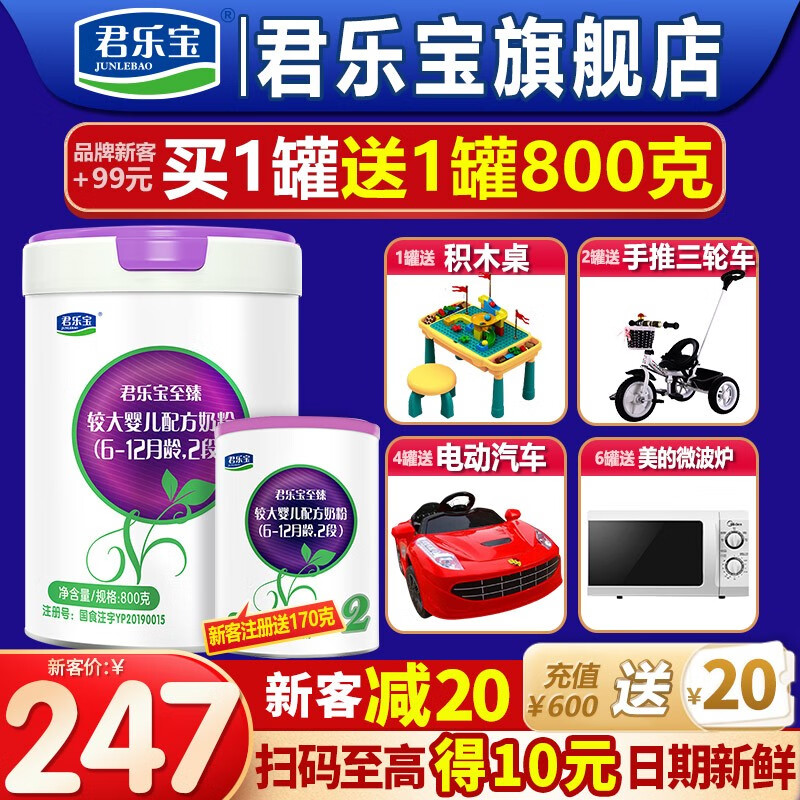 君乐宝
JUNLEBAO
®
君乐宝旗舰店
品牌新客
+99元
买1罐送1罐800克
君乐宝
JUNLEBAO
君乐宝至臻
较大婴儿配方奶粉
(6-12月龄,2段
净含量/规格:800克
注册号:国食注字YP20190015
君乐宝
君乐宝至臻
较大婴儿配方奶粉
(6-12月龄,2段)
新客注册送170克
2
1罐送 积木桌
2罐送 手推三轮车
4罐送 电动汽车
6罐送 美的微波炉
Midea
新客价:¥
247
新客减20
充值
¥600
送
¥20
扫码至高得10元日期新鲜